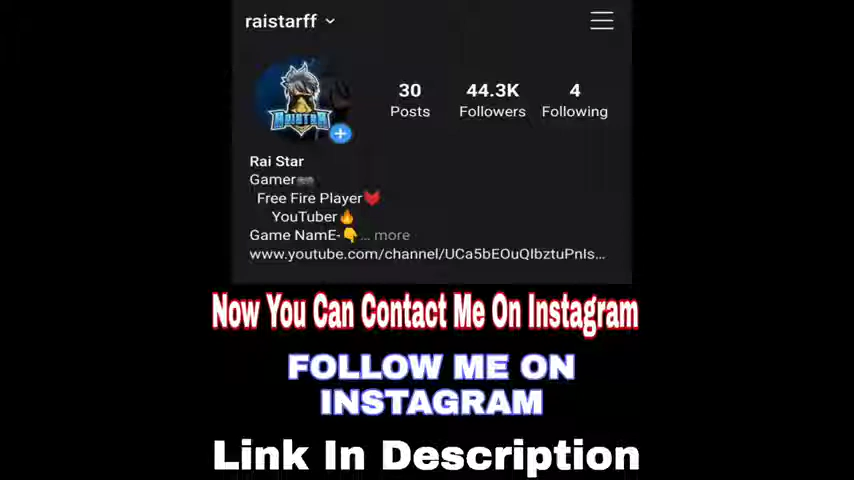 raistarff
30 44.3K 4
Posts Followers Following
RAISTAR
Rai Star
Gamer🎮
Free Fire Player❤️
YouTuber🔥
Game NamE-👇... more
www.youtube.com/channel/UCa5bEOuQIbztuPnIs...
Now You Can Contact Me On Instagram
FOLLOW ME ON
INSTAGRAM
Link In Description